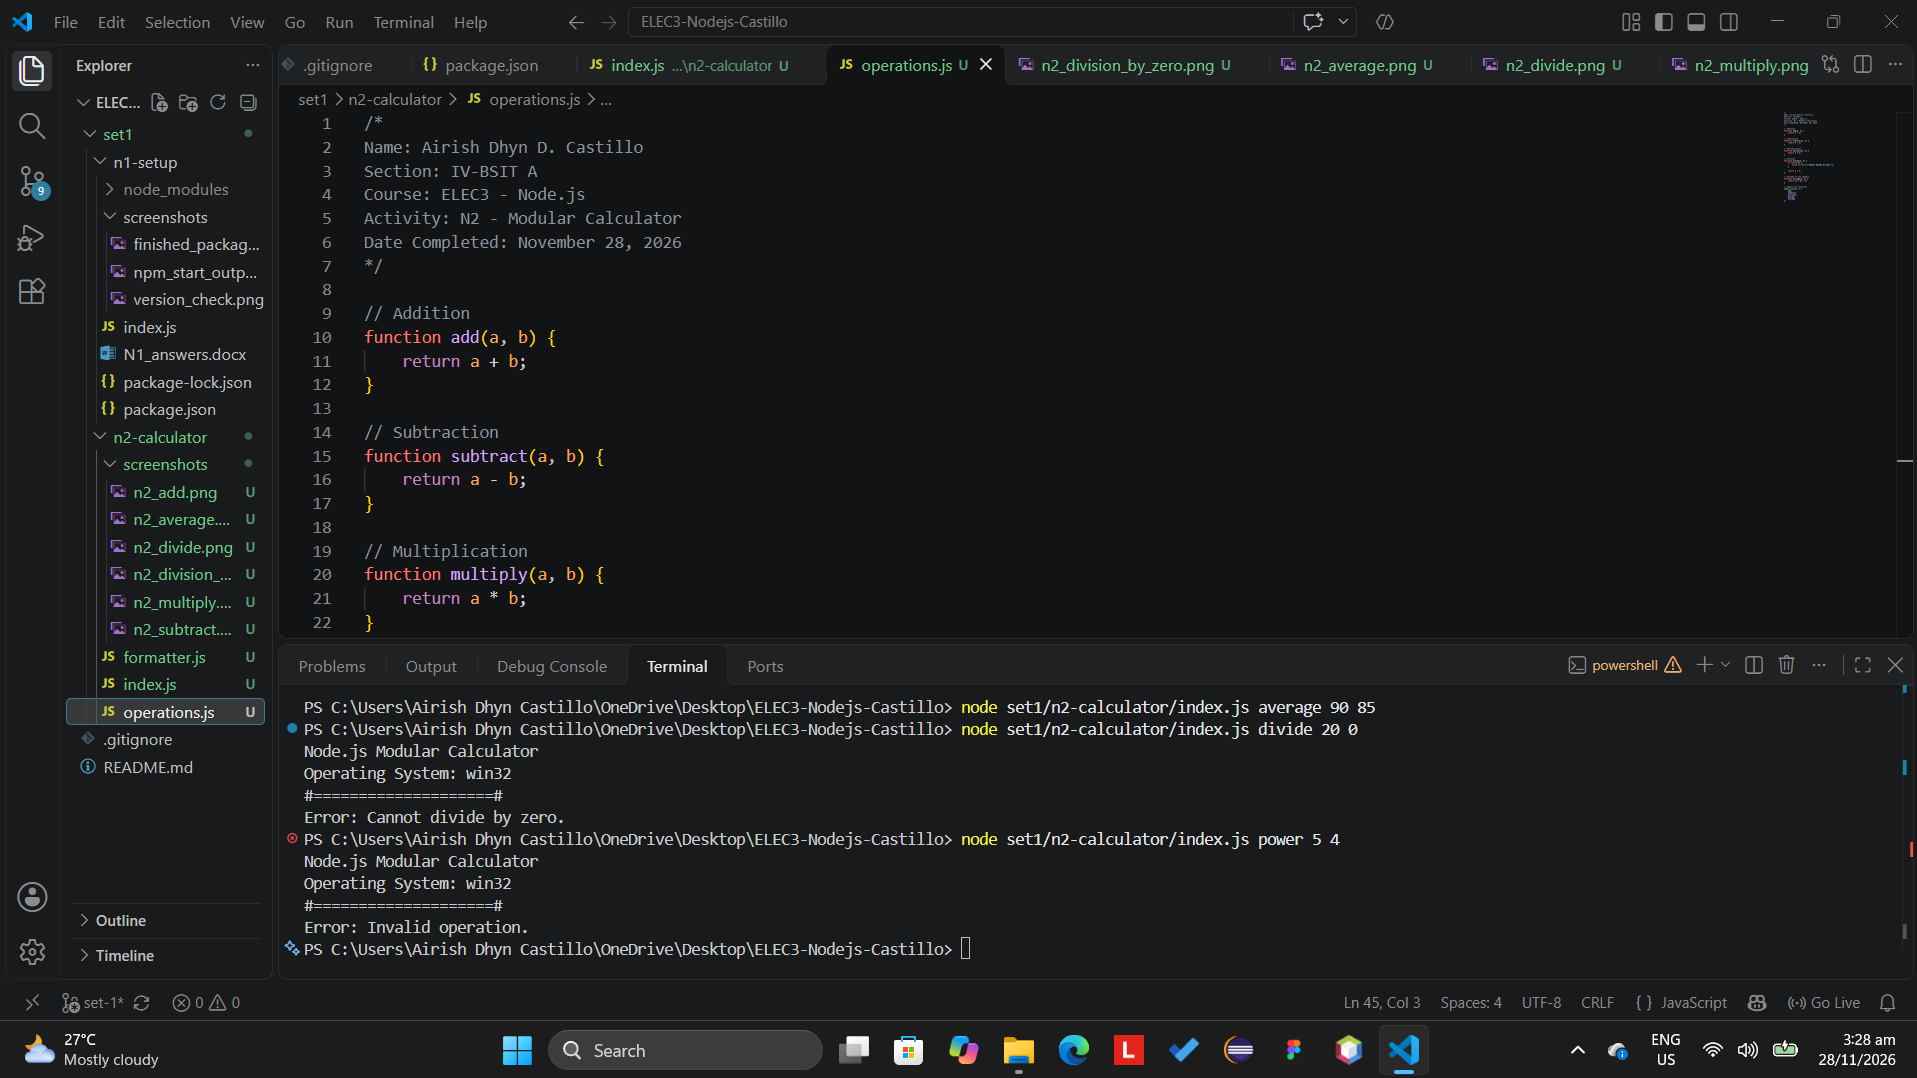 File Edit Selection View Go Run Terminal Help
ELEC3-Nodejs-Castillo
Explorer
ELEC...
set1
n1-setup
node_modules
screenshots
finished_packag...
npm_start_outp...
version_check.png
index.js
N1_answers.docx
package-lock.json
package.json
n2-calculator
screenshots
n2_add.png U
n2_average.... U
n2_divide.png U
n2_division_... U
n2_multiply.... U
n2_subtract.... U
formatter.js U
index.js U
operations.js U
.gitignore
README.md
Outline
Timeline
.gitignore
package.json
index.js ...\n2-calculator U
operations.js U
n2_division_by_zero.png U
n2_average.png U
n2_divide.png U
n2_multiply.png
set1 > n2-calculator > JS operations.js > ...
1 /*
2 Name: Airish Dhyn D. Castillo
3 Section: IV-BSIT A
4 Course: ELEC3 - Node.js
5 Activity: N2 - Modular Calculator
6 Date Completed: November 28, 2026
7 */
8
9 // Addition
10 function add(a, b) {
11 return a + b;
12 }
13
14 // Subtraction
15 function subtract(a, b) {
16 return a - b;
17 }
18
19 // Multiplication
20 function multiply(a, b) {
21 return a * b;
22 }
Problems Output Debug Console Terminal Ports
powershell
PS C:\Users\Airish Dhyn Castillo\OneDrive\Desktop\ELEC3-Nodejs-Castillo> node set1/n2-calculator/index.js average 90 85
PS C:\Users\Airish Dhyn Castillo\OneDrive\Desktop\ELEC3-Nodejs-Castillo> node set1/n2-calculator/index.js divide 20 0
Node.js Modular Calculator
Operating System: win32
#====================#
Error: Cannot divide by zero.
PS C:\Users\Airish Dhyn Castillo\OneDrive\Desktop\ELEC3-Nodejs-Castillo> node set1/n2-calculator/index.js power 5 4
Node.js Modular Calculator
Operating System: win32
#====================#
Error: Invalid operation.
PS C:\Users\Airish Dhyn Castillo\OneDrive\Desktop\ELEC3-Nodejs-Castillo>
9
set-1* 0 0
Ln 45, Col 3 Spaces: 4 UTF-8 CRLF { } JavaScript Go Live
27°C
Mostly cloudy
Search
ENG
US
3:28 am
28/11/2026